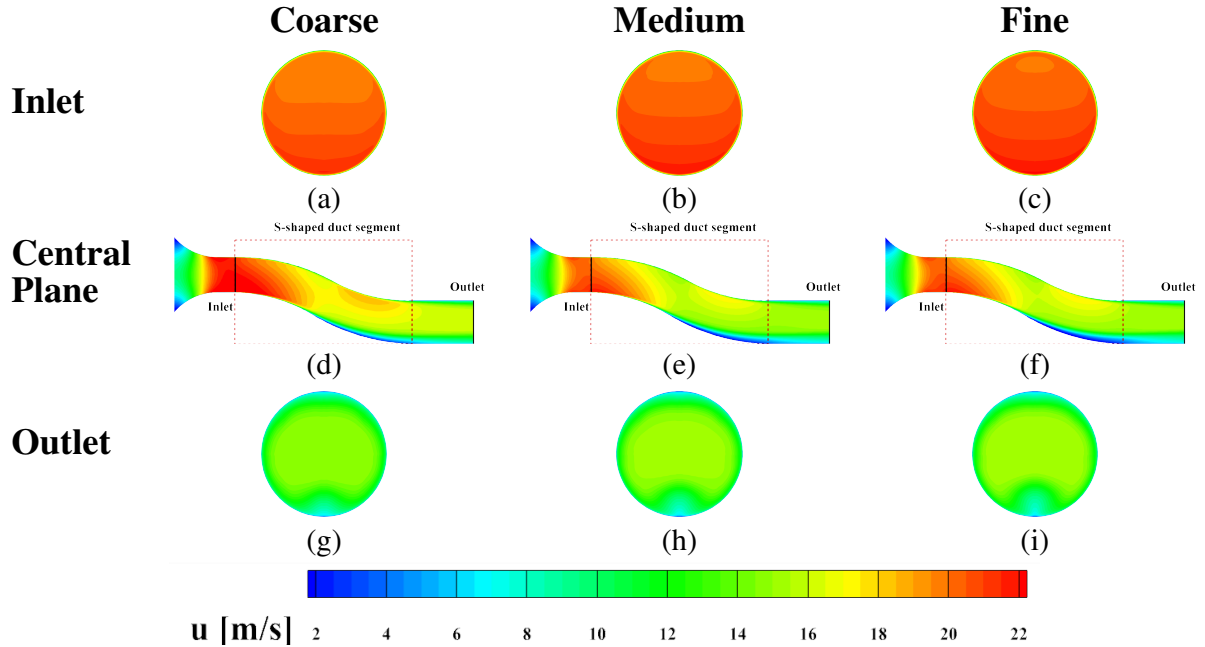 Coarse Medium Fine
Inlet
(a) (b) (c)
Central
Plane
S-shaped duct segment
Inlet
Outlet
S-shaped duct segment
Inlet
Outlet
S-shaped duct segment
Inlet
Outlet
(d) (e) (f)
Outlet
(g) (h) (i)
u [m/s] 2 4 6 8 10 12 14 16 18 20 22